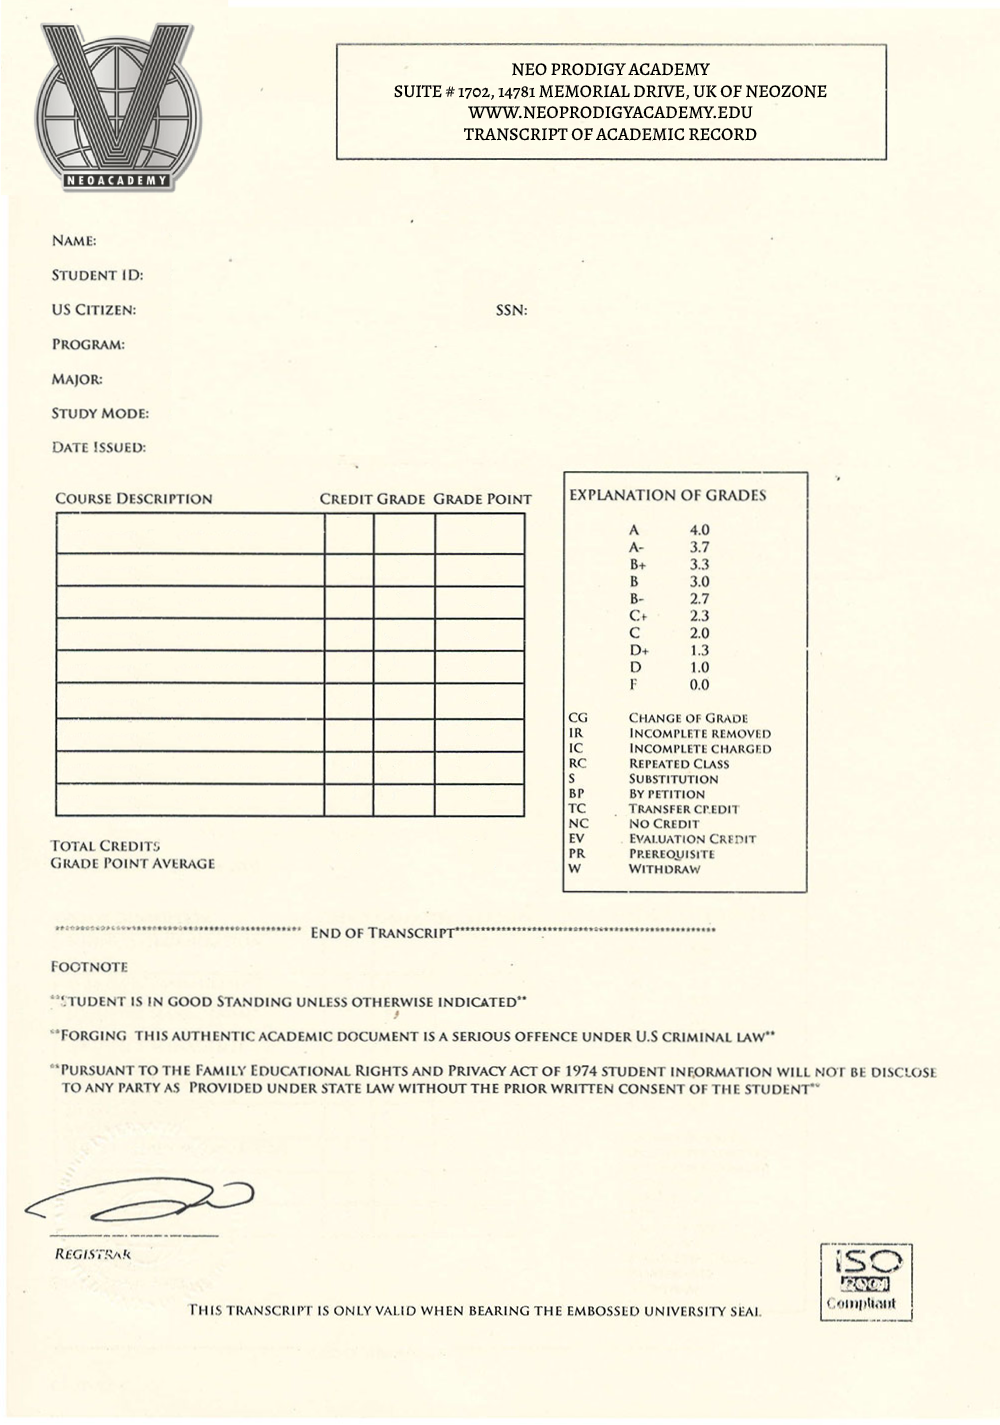 NEOACADEMY
NEO PRODIGY ACADEMY
SUITE # 1702, 14781 MEMORIAL DRIVE, UK OF NEOZONE
WWW.NEOPRODIGYACADEMY.EDU
TRANSCRIPT OF ACADEMIC RECORD
NAME:
STUDENT ID:
US CITIZEN: SSN:
PROGRAM:
MAJOR:
STUDY MODE:
DATE ISSUED:
COURSE DESCRIPTION CREDIT GRADE GRADE POINT
TOTAL CREDITS
GRADE POINT AVERAGE
EXPLANATION OF GRADES
A 4.0
A- 3.7
B+ 3.3
B 3.0
B- 2.7
C+ 2.3
C 2.0
D+ 1.3
D 1.0
F 0.0
CG CHANGE OF GRADE
IR INCOMPLETE REMOVED
IC INCOMPLETE CHARGED
RC REPEATED CLASS
S SUBSTITUTION
BP BY PETITION
TC TRANSFER CREDIT
NC NO CREDIT
EV EVALUATION CREDIT
PR PREREQUISITE
W WITHDRAW
END OF TRANSCRIPT
FOOTNOTE
**STUDENT IS IN GOOD STANDING UNLESS OTHERWISE INDICATED**
**FORGING THIS AUTHENTIC ACADEMIC DOCUMENT IS A SERIOUS OFFENCE UNDER U.S CRIMINAL LAW**
**PURSUANT TO THE FAMILY EDUCATIONAL RIGHTS AND PRIVACY ACT OF 1974 STUDENT INFORMATION WILL NOT BE DISCLOSE
TO ANY PARTY AS PROVIDED UNDER STATE LAW WITHOUT THE PRIOR WRITTEN CONSENT OF THE STUDENT**
REGISTRAR
ISO
Compliant
THIS TRANSCRIPT IS ONLY VALID WHEN BEARING THE EMBOSSED UNIVERSITY SEAL